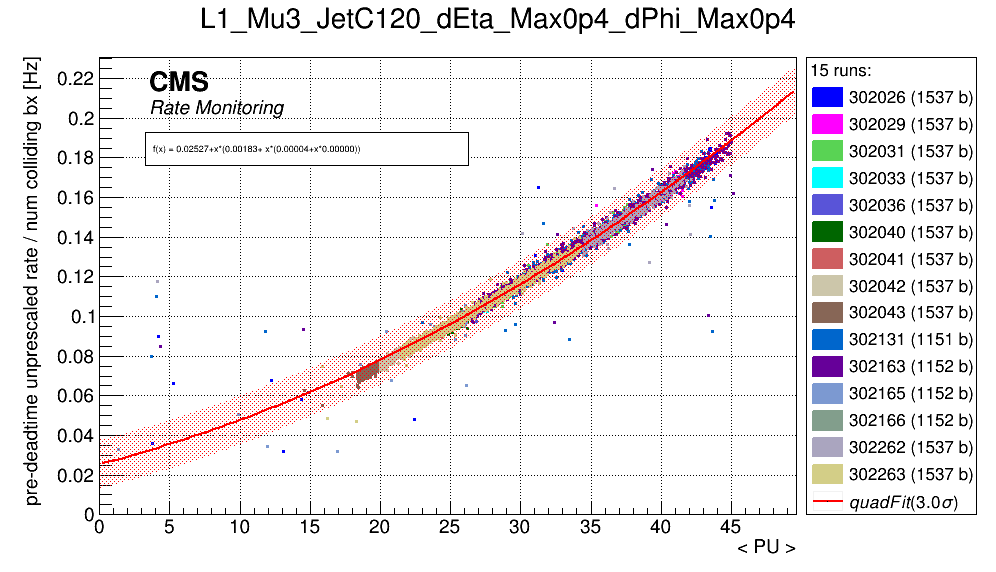 L1_Mu3_JetC120_dEta_Max0p4_dPhi_Max0p4
pre-deadtime unprescaled rate / num colliding bx [Hz]
0.22
0.2
0.18
0.16
0.14
0.12
0.1
0.08
0.06
0.04
0.02
0
CMS
Rate Monitoring
f(x) = 0.02527+x*(0.00183+ x*(0.00004+x*0.00000))
0 5 10 15 20 25 30 35 40 45
< PU >
15 runs:
302026 (1537 b)
302029 (1537 b)
302031 (1537 b)
302033 (1537 b)
302036 (1537 b)
302040 (1537 b)
302041 (1537 b)
302042 (1537 b)
302043 (1537 b)
302131 (1151 b)
302163 (1152 b)
302165 (1152 b)
302166 (1152 b)
302262 (1537 b)
302263 (1537 b)
quadFit(3.0σ)